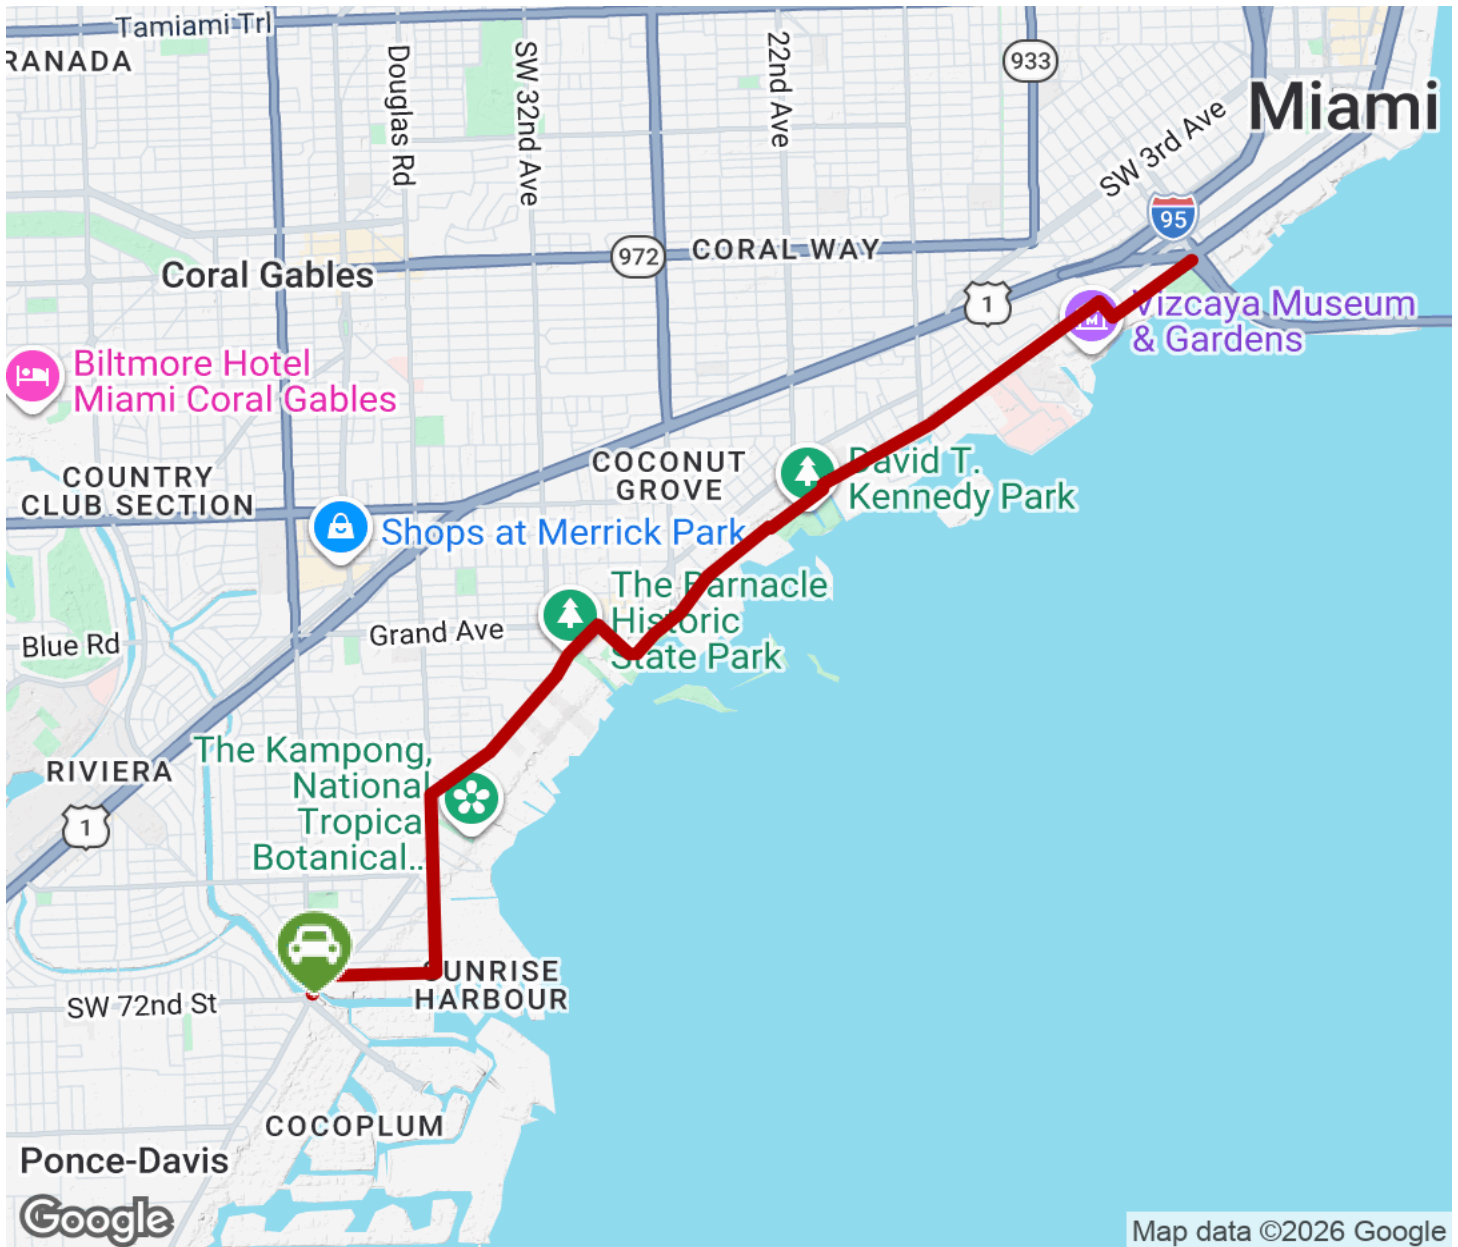 Tamiami Trl
RANADA
Douglas Rd
SW 32nd Ave
22nd Ave
933
Miami
SW 3rd Ave
95
972
CORAL WAY
Coral Gables
1
Vizcaya Museum
& Gardens
Biltmore Hotel
Miami Coral Gables
COUNTRY
CLUB SECTION
COCONUT
GROVE
David T.
Kennedy Park
Shops at Merrick Park
The Barnacle
Historic
State Park
Grand Ave
Blue Rd
The Kampong,
National
Tropica
Botanical..
RIVIERA
1
SUNRISE
HARBOUR
SW 72nd St
COCOPLUM
Ponce-Davis
Google
Map data ©2026 Google